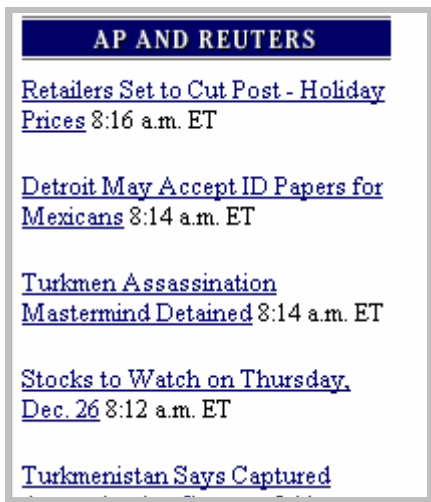 AP AND REUTERS
Retailers Set to Cut Post - Holiday
Prices 8:16 a.m. ET
Detroit May Accept ID Papers for
Mexicans 8:14 a.m. ET
Turkmen Assassination
Mastermind Detained 8:14 a.m. ET
Stocks to Watch on Thursday,
Dec. 26 8:12 a.m. ET
Turkmenistan Says Captured